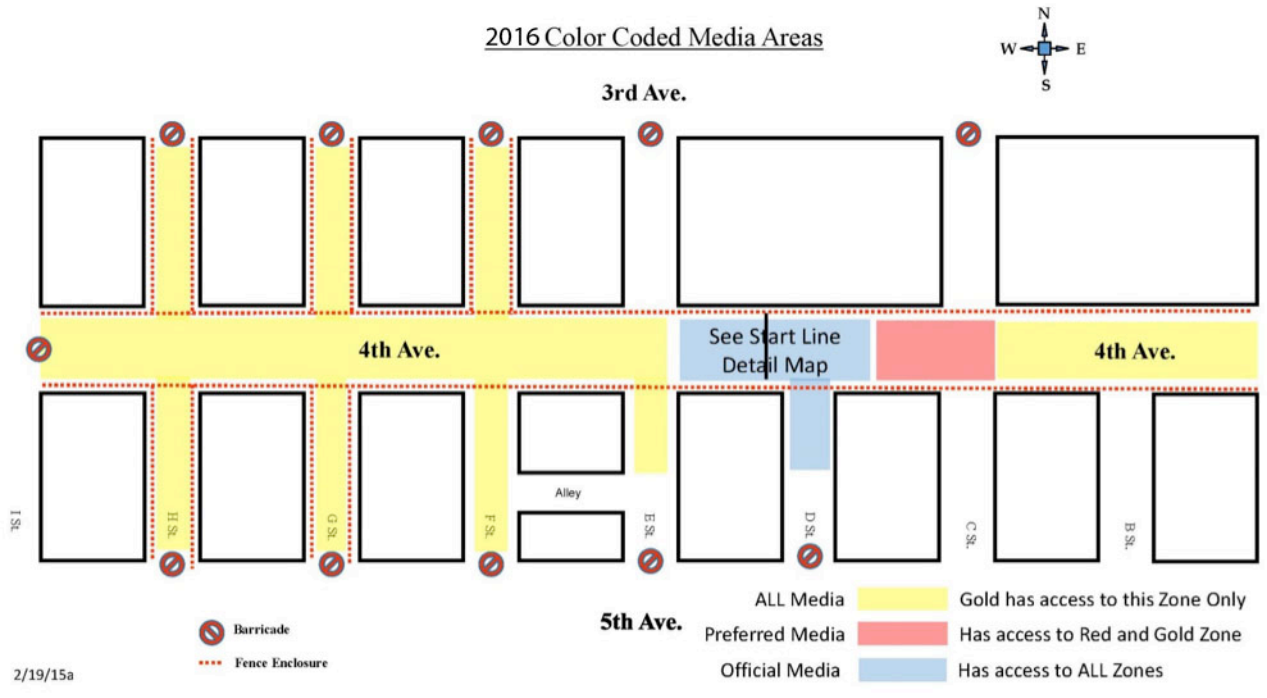 2016 Color Coded Media Areas
N
W E
S
3rd Ave.
4th Ave.
See Start Line
Detail Map
4th Ave.
Alley
I St.
H St.
G St.
F St.
E St.
D St.
C St.
B St.
5th Ave.
ALL Media Gold has access to this Zone Only
Preferred Media Has access to Red and Gold Zone
Official Media Has access to ALL Zones
Barricade
Fence Enclosure
2/19/15a